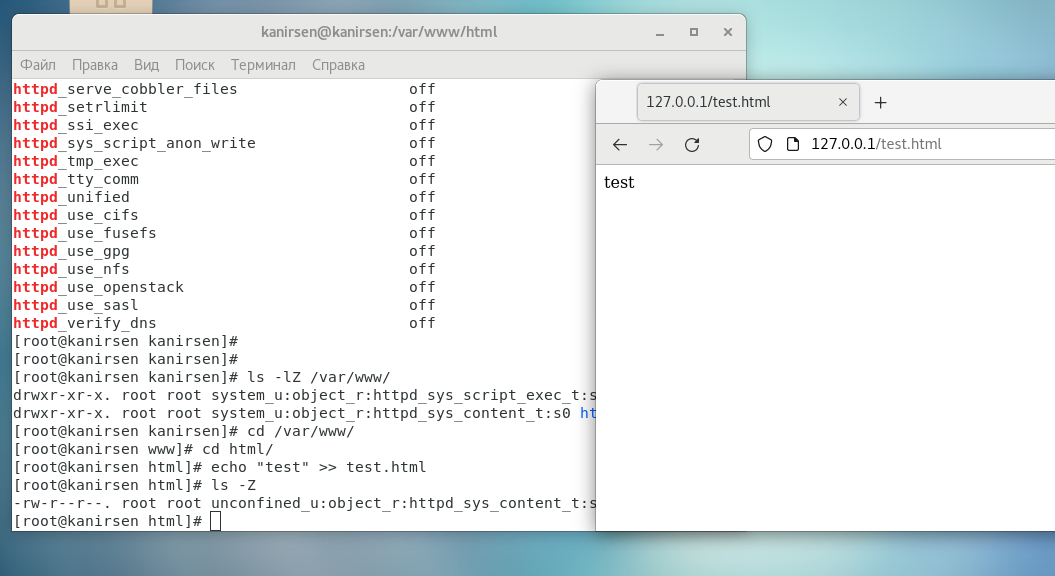 kanirsen@kanirsen:/var/www/html
Файл Правка Вид Поиск Терминал Справка
httpd_serve_cobbler_files off
httpd_setrlimit off
httpd_ssi_exec off
httpd_sys_script_anon_write off
httpd_tmp_exec off
httpd_tty_comm off
httpd_unified off
httpd_use_cifs off
httpd_use_fusefs off
httpd_use_gpg off
httpd_use_nfs off
httpd_use_openstack off
httpd_use_sasl off
httpd_verify_dns off
[root@kanirsen kanirsen]#
[root@kanirsen kanirsen]#
[root@kanirsen kanirsen]# ls -lZ /var/www/
drwxr-xr-x. root root system_u:object_r:httpd_sys_script_exec_t:s
drwxr-xr-x. root root system_u:object_r:httpd_sys_content_t:s0 ht
[root@kanirsen kanirsen]# cd /var/www/
[root@kanirsen www]# cd html/
[root@kanirsen html]# echo "test" >> test.html
[root@kanirsen html]# ls -Z
-rw-r--r--. root root unconfined_u:object_r:httpd_sys_content_t:s
[root@kanirsen html]#
127.0.0.1/test.html
127.0.0.1/test.html
test